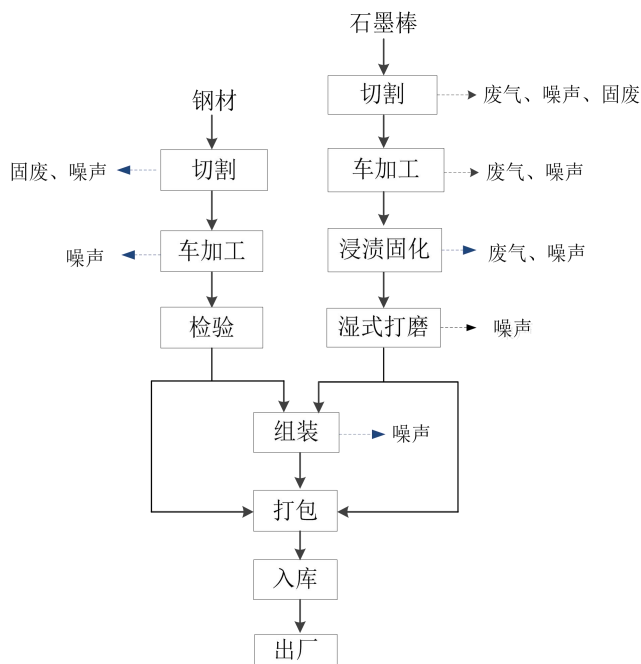 石墨棒
切割
废气、噪声、固废
钢材
固废、噪声
切割
车加工
废气、噪声
噪声
车加工
浸渍固化
废气、噪声
检验
湿式打磨
噪声
组装
噪声
打包
入库
出厂